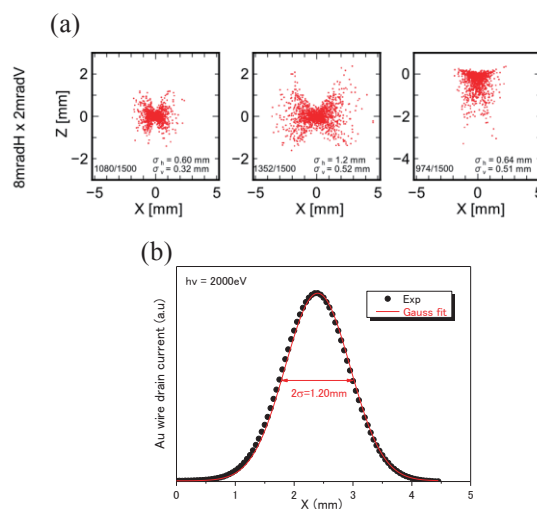 (a)
8mradH x 2mradV
Z [mm]
2
0
−2
1080/1500
σh = 0.60 mm
σv = 0.32 mm
−5
0
5
X [mm]
2
0
−2
1352/1500
σh = 1.2 mm
σv = 0.52 mm
−5
0
5
X [mm]
0
−2
−4
974/1500
σh = 0.64 mm
σv = 0.51 mm
−5
0
5
X [mm]
(b)
Au wire drain current (a.u)
hν = 2000eV
Exp
Gauss fit
2σ=1.20mm
0
1
2
3
4
5
X (mm)